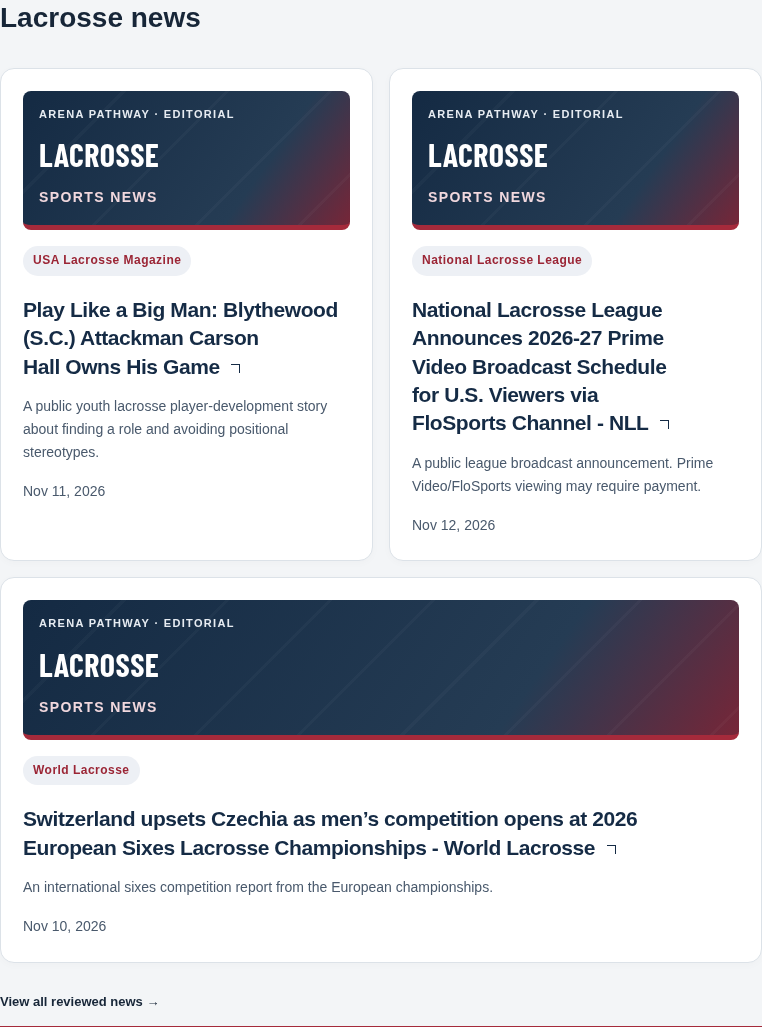 Lacrosse news
ARENA PATHWAY · EDITORIAL
LACROSSE
SPORTS NEWS
USA Lacrosse Magazine
Play Like a Big Man: Blythewood
(S.C.) Attackman Carson
Hall Owns His Game
A public youth lacrosse player-development story
about finding a role and avoiding positional
stereotypes.
Nov 11, 2026
ARENA PATHWAY · EDITORIAL
LACROSSE
SPORTS NEWS
National Lacrosse League
National Lacrosse League
Announces 2026-27 Prime
Video Broadcast Schedule
for U.S. Viewers via
FloSports Channel - NLL
A public league broadcast announcement. Prime
Video/FloSports viewing may require payment.
Nov 12, 2026
ARENA PATHWAY · EDITORIAL
LACROSSE
SPORTS NEWS
World Lacrosse
Switzerland upsets Czechia as men’s competition opens at 2026
European Sixes Lacrosse Championships - World Lacrosse
An international sixes competition report from the European championships.
Nov 10, 2026
View all reviewed news →